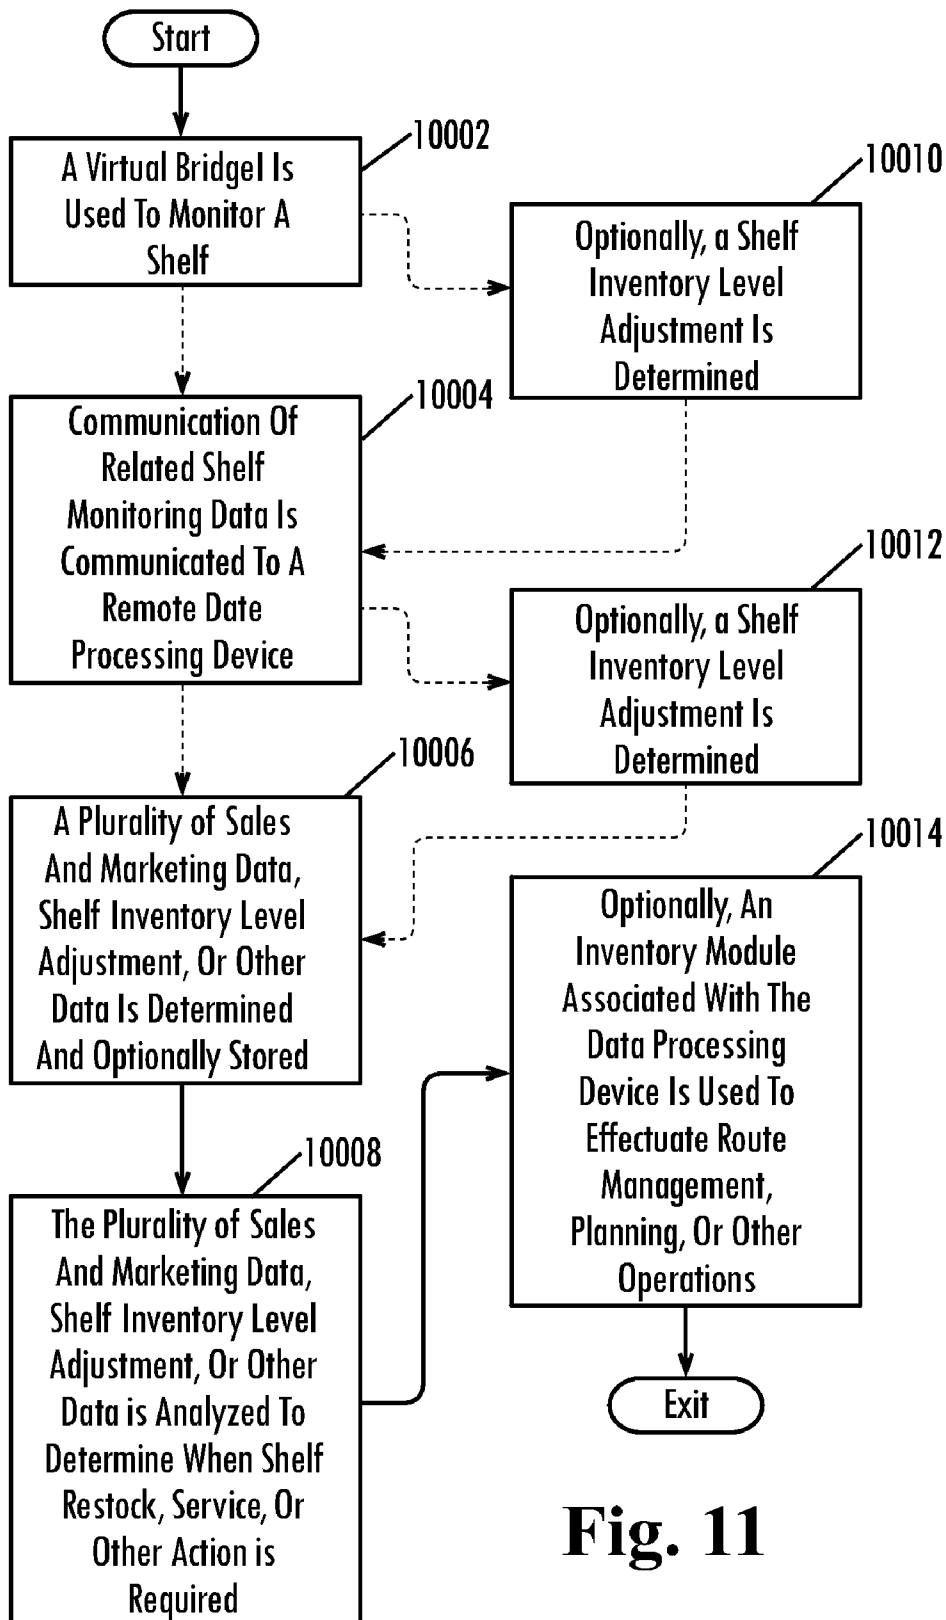 Start
10002
A Virtual Bridgel Is
Used To Monitor A
Shelf
10010
Optionally, a Shelf
Inventory Level
Adjustment Is
Determined
10004
Communication Of
Related Shelf
Monitoring Data Is
Communicated To A
Remote Date
Processing Device
10012
Optionally, a Shelf
Inventory Level
Adjustment Is
Determined
10006
A Plurality of Sales
And Marketing Data,
Shelf Inventory Level
Adjustment, Or Other
Data Is Determined
And Optionally Stored
10014
Optionally, An
Inventory Module
Associated With The
Data Processing
Device Is Used To
Effectuate Route
Management,
Planning, Or Other
Operations
10008
The Plurality of Sales
And Marketing Data,
Shelf Inventory Level
Adjustment, Or Other
Data is Analyzed To
Determine When Shelf
Restock, Service, Or
Other Action is
Required
Exit
Fig. 11